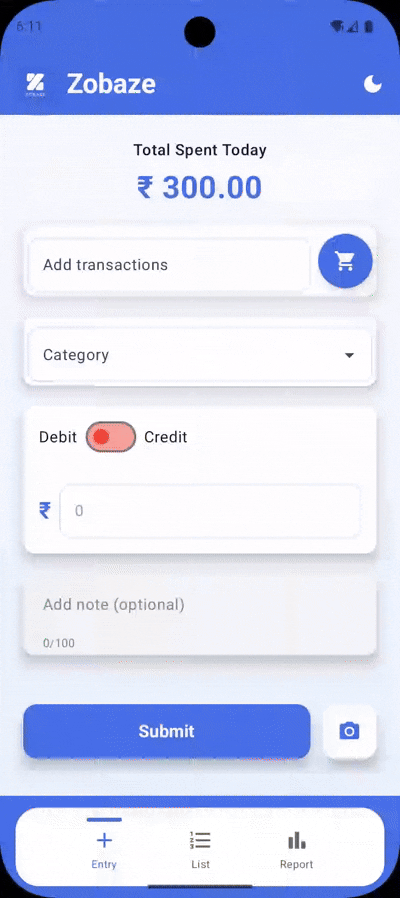 6:11
Zobaze
Total Spent Today
₹ 300.00
Add transactions
Category
Debit Credit
₹ 0
Add note (optional)
0/100
Submit
Entry List Report